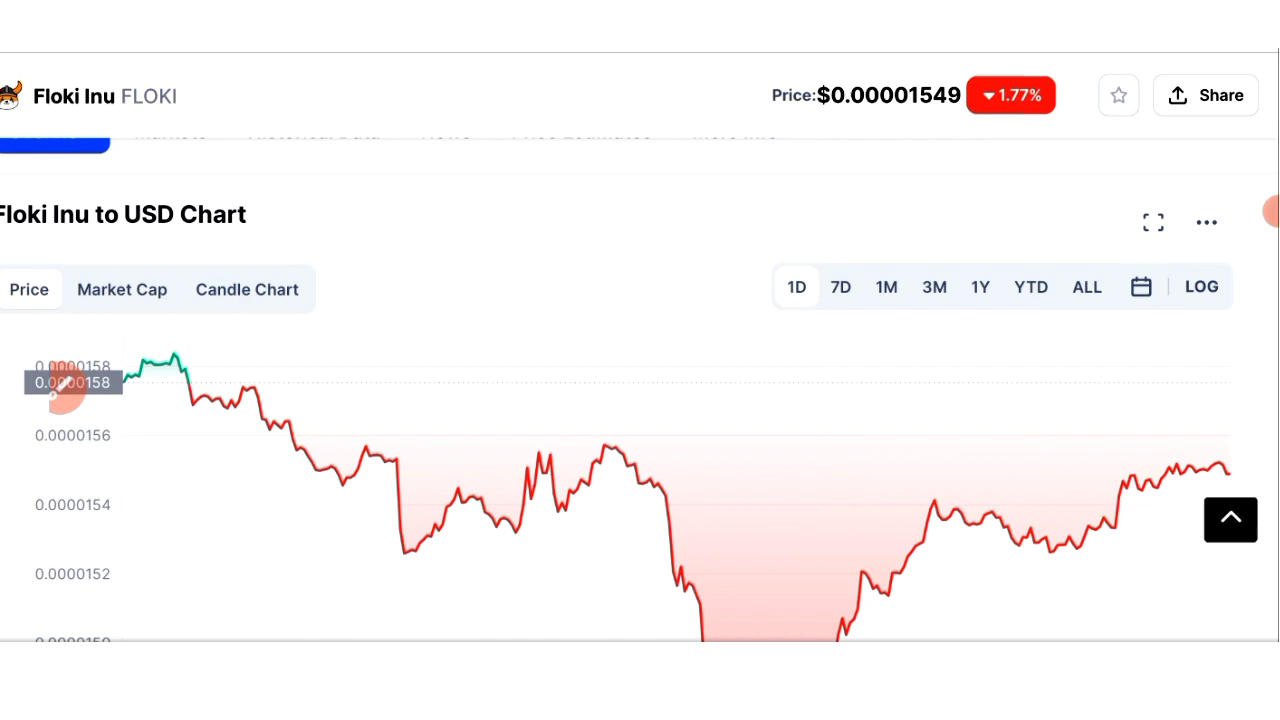 Floki Inu FLOKI
Price:$0.00001549 1.77%
Share
Floki Inu to USD Chart
Price Market Cap Candle Chart
1D 7D 1M 3M 1Y YTD ALL LOG
0.0000158
0.0000158
0.0000156
0.0000154
0.0000152